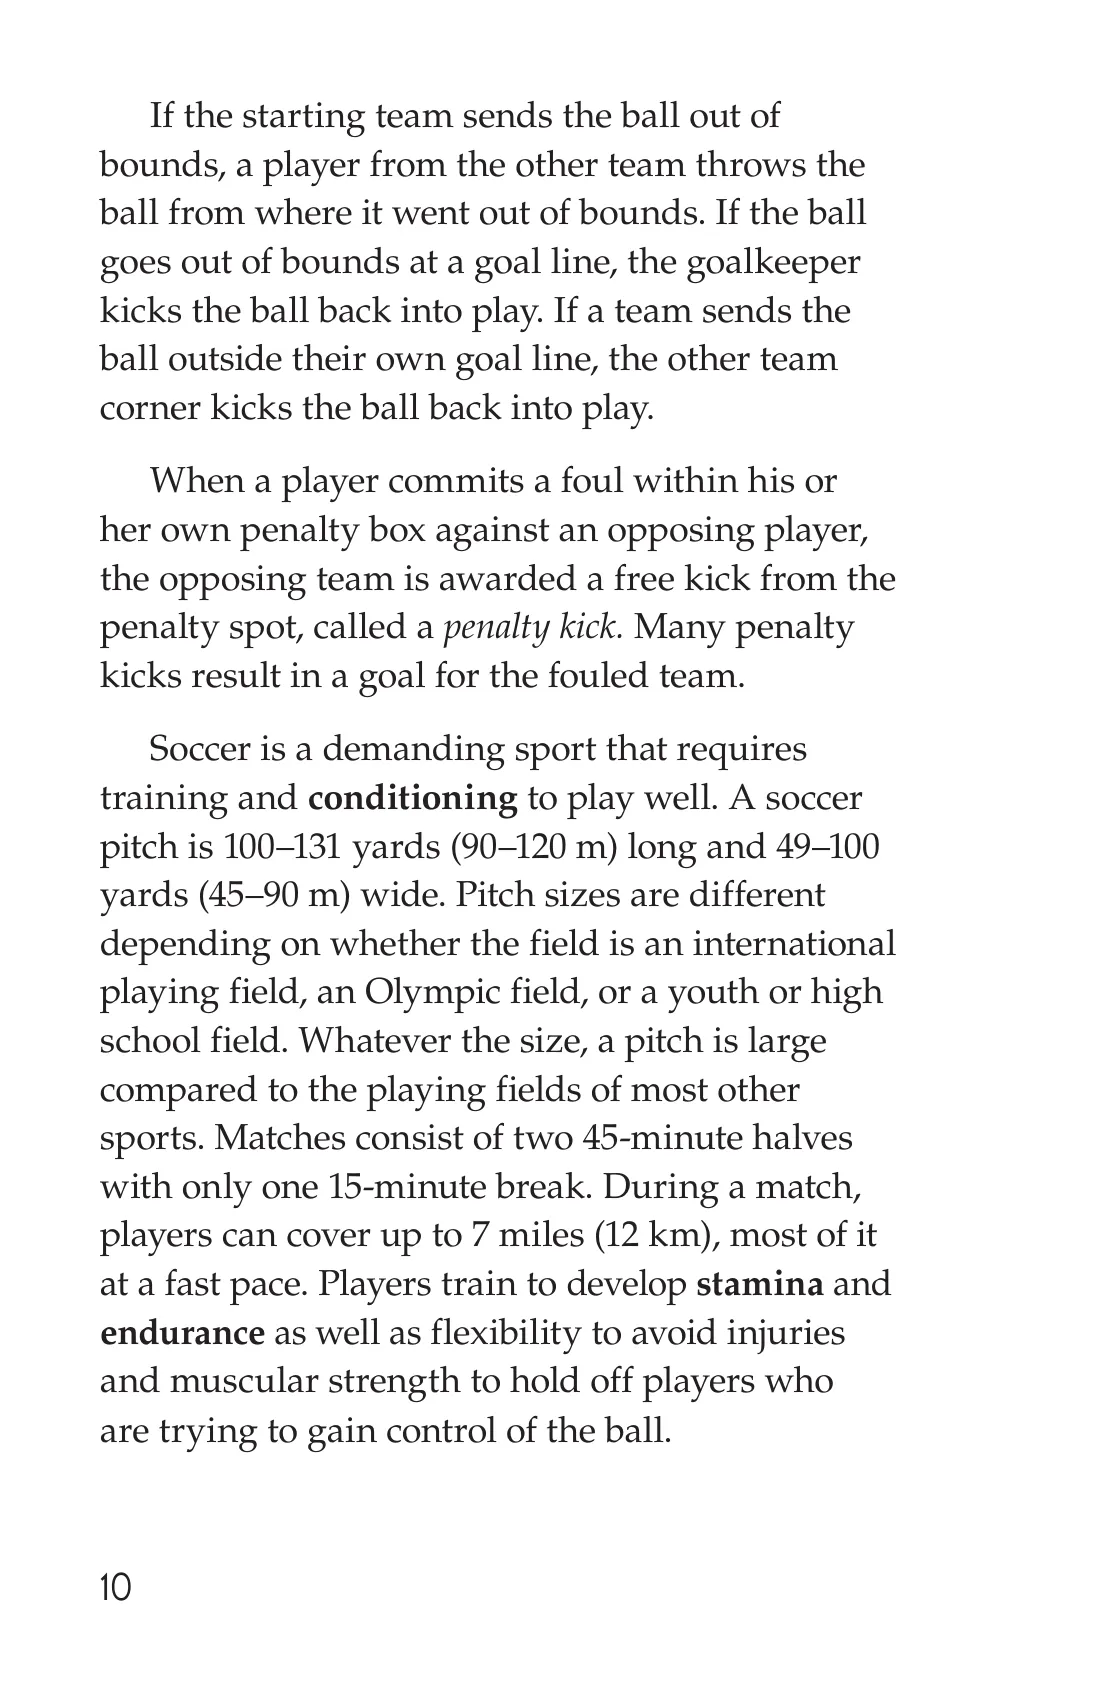 If the starting team sends the ball out of
bounds, a player from the other team throws the
ball from where it went out of bounds. If the ball
goes out of bounds at a goal line, the goalkeeper
kicks the ball back into play. If a team sends the
ball outside their own goal line, the other team
corner kicks the ball back into play.
When a player commits a foul within his or
her own penalty box against an opposing player,
the opposing team is awarded a free kick from the
penalty spot, called a penalty kick. Many penalty
kicks result in a goal for the fouled team.
Soccer is a demanding sport that requires
training and conditioning to play well. A soccer
pitch is 100–131 yards (90–120 m) long and 49–100
yards (45–90 m) wide. Pitch sizes are different
depending on whether the field is an international
playing field, an Olympic field, or a youth or high
school field. Whatever the size, a pitch is large
compared to the playing fields of most other
sports. Matches consist of two 45-minute halves
with only one 15-minute break. During a match,
players can cover up to 7 miles (12 km), most of it
at a fast pace. Players train to develop stamina and
endurance as well as flexibility to avoid injuries
and muscular strength to hold off players who
are trying to gain control of the ball.
10